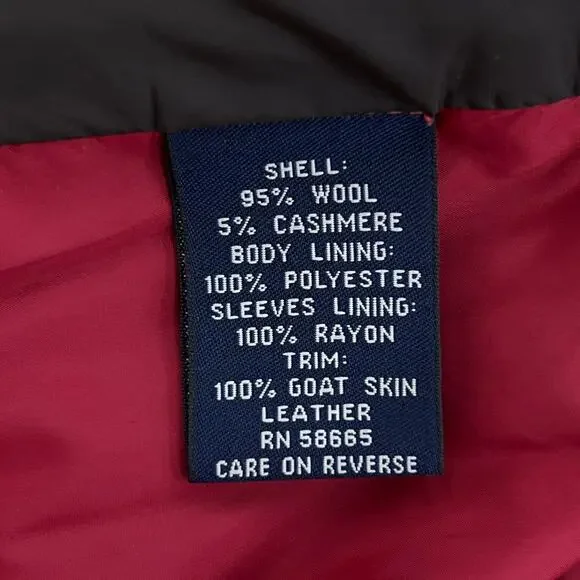 SHELL:
95% WOOL
5% CASHMERE
BODY LINING:
100% POLYESTER
SLEEVES LINING:
100% RAYON
TRIM:
100% GOAT SKIN
LEATHER
RN 58665
CARE ON REVERSE